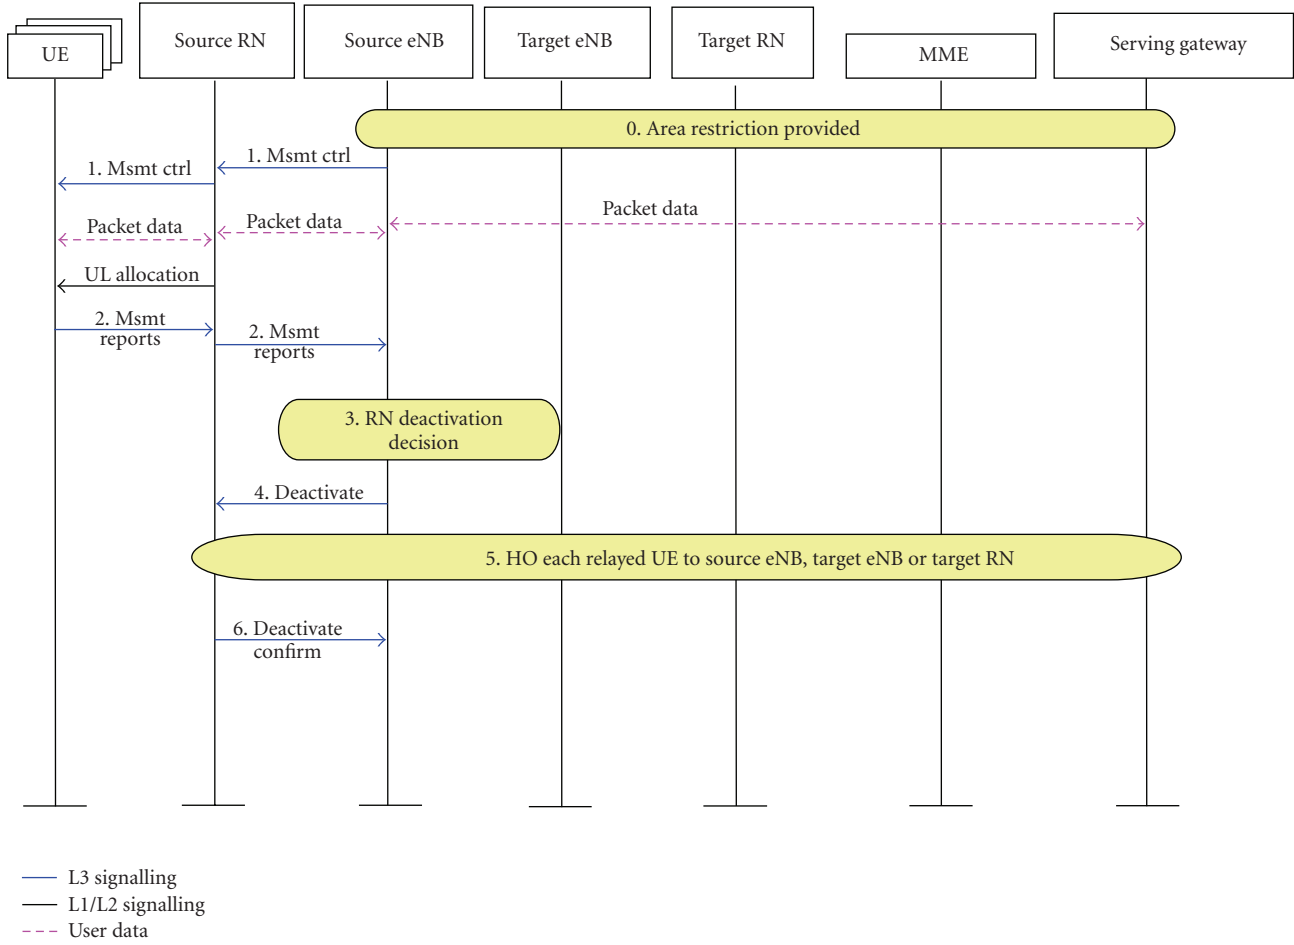 UE
Source RN
Source eNB
Target eNB
Target RN
MME
Serving gateway
0. Area restriction provided
1. Msmt ctrl
1. Msmt ctrl
Packet data
Packet data
Packet data
UL allocation
2. Msmt
reports
2. Msmt
reports
3. RN deactivation
decision
4. Deactivate
5. HO each relayed UE to source eNB, target eNB or target RN
6. Deactivate
confirm
L3 signalling
L1/L2 signalling
User data